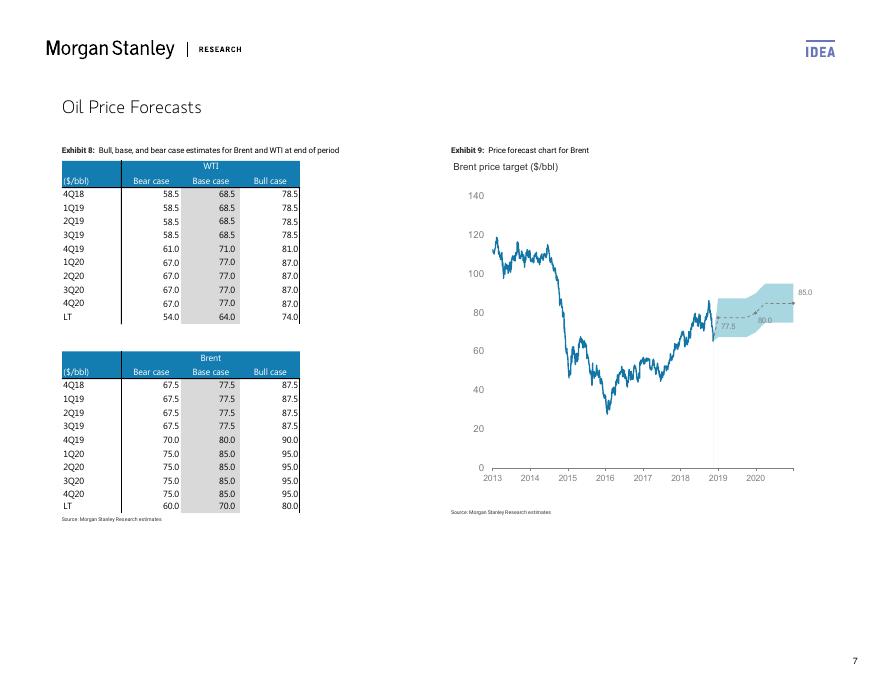 Morgan Stanley | RESEARCH
IDEA
Oil Price Forecasts
Exhibit 8: Bull, base, and bear case estimates for Brent and WTI at end of period
WTI
($/bbl) Bear case Base case Bull case
4Q18 58.5 68.5 78.5
1Q19 58.5 68.5 78.5
2Q19 58.5 68.5 78.5
3Q19 58.5 68.5 78.5
4Q19 61.0 71.0 81.0
1Q20 67.0 77.0 87.0
2Q20 67.0 77.0 87.0
3Q20 67.0 77.0 87.0
4Q20 67.0 77.0 87.0
LT 54.0 64.0 74.0
Brent
($/bbl) Bear case Base case Bull case
4Q18 67.5 77.5 87.5
1Q19 67.5 77.5 87.5
2Q19 67.5 77.5 87.5
3Q19 67.5 77.5 87.5
4Q19 70.0 80.0 90.0
1Q20 75.0 85.0 95.0
2Q20 75.0 85.0 95.0
3Q20 75.0 85.0 95.0
4Q20 75.0 85.0 95.0
LT 60.0 70.0 80.0
Source: Morgan Stanley Research estimates
Exhibit 9: Price forecast chart for Brent
Brent price target ($/bbl)
140
120
100
80
60
40
20
0
85.0
77.5
80.0
2013 2014 2015 2016 2017 2018 2019 2020
Source: Morgan Stanley Research estimates
7